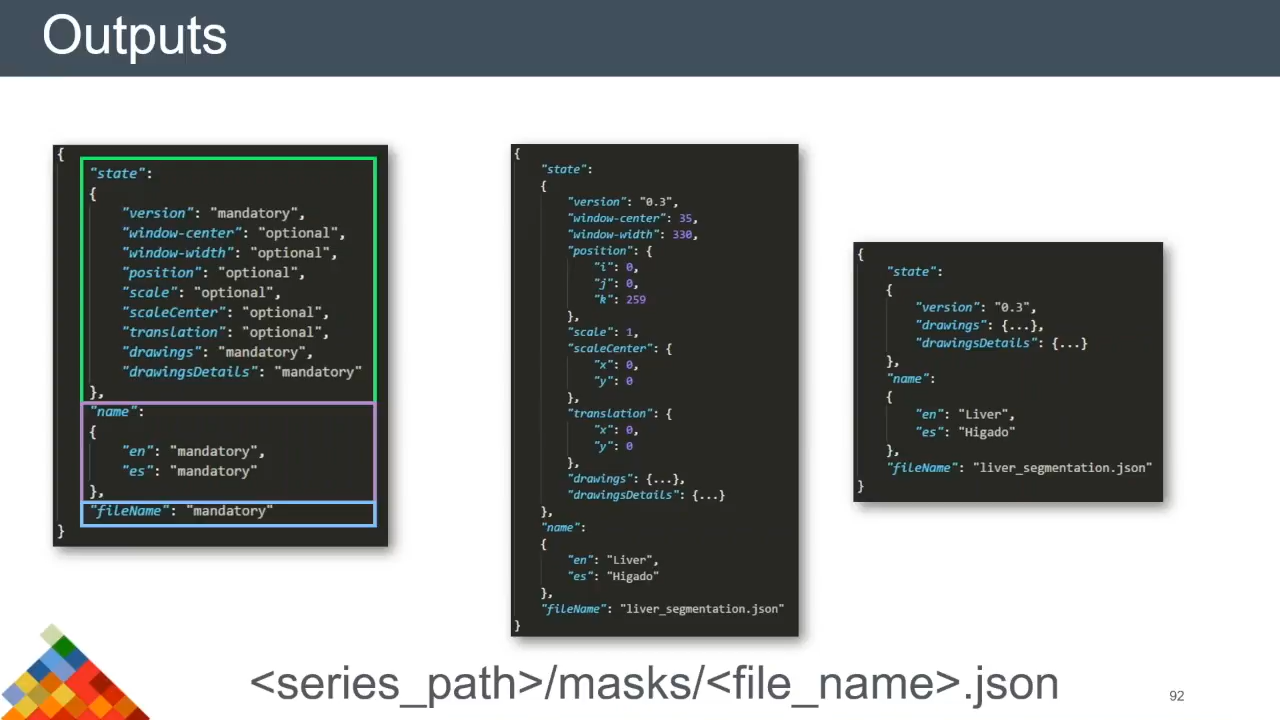 Outputs
{
"state":
{
"version": "mandatory",
"window-center": "optional",
"window-width": "optional",
"position": "optional",
"scale": "optional",
"scaleCenter": "optional",
"translation": "optional",
"drawings": "mandatory",
"drawingsDetails": "mandatory"
},
"name":
{
"en": "mandatory",
"es": "mandatory"
},
"fileName": "mandatory"
}
{
"state":
{
"version": "0.3",
"window-center": 35,
"window-width": 330,
"position": {
"i": 0,
"j": 0,
"k": 259
},
"scale": 1,
"scaleCenter": {
"x": 0,
"y": 0
},
"translation": {
"x": 0,
"y": 0
},
"drawings": {...},
"drawingsDetails": {...}
},
"name":
{
"en": "Liver",
"es": "Higado"
},
"fileName": "liver_segmentation.json"
}
{
"state":
{
"version": "0.3",
"drawings": {...},
"drawingsDetails": {...}
},
"name":
{
"en": "Liver",
"es": "Higado"
},
"fileName": "liver_segmentation.json"
}
<series_path>/masks/<file_name>.json
92